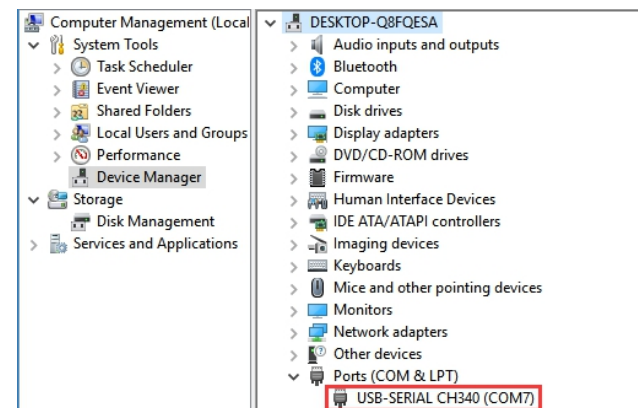 Computer Management (Local
System Tools
Task Scheduler
Event Viewer
Shared Folders
Local Users and Groups
Performance
Device Manager
Storage
Disk Management
Services and Applications
DESKTOP-Q8FQESA
Audio inputs and outputs
Bluetooth
Computer
Disk drives
Display adapters
DVD/CD-ROM drives
Firmware
Human Interface Devices
IDE ATA/ATAPI controllers
Imaging devices
Keyboards
Mice and other pointing devices
Monitors
Network adapters
Other devices
Ports (COM & LPT)
USB-SERIAL CH340 (COM7)